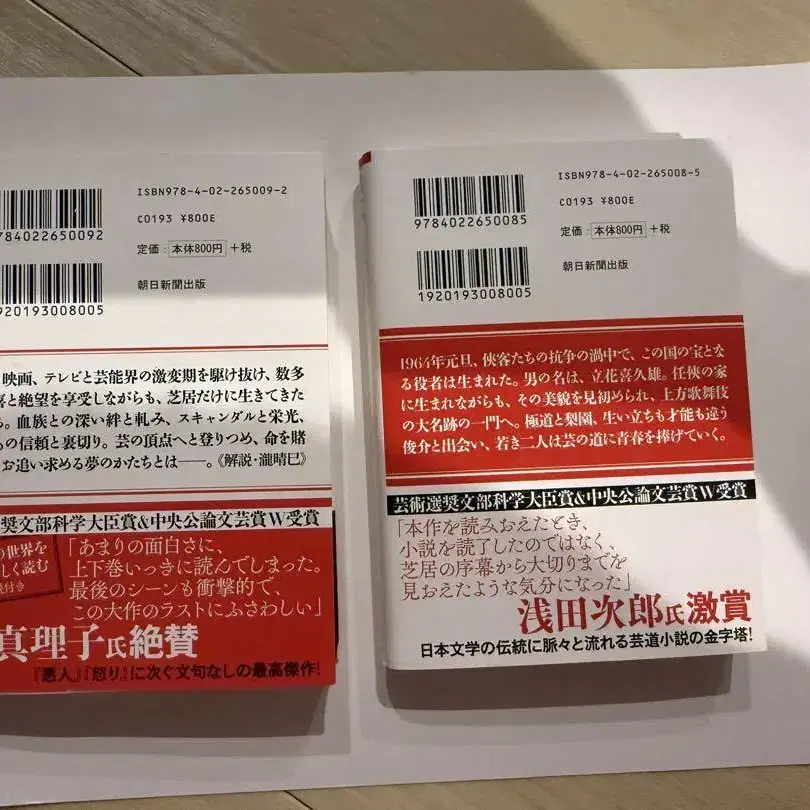 ISBN978-4-02-265009-2
C0193 ¥800E
定価：本体800円+税
朝日新聞出版
784022650092
920193008005
映画、テレビと芸能界の激変期を駆け抜け、数多
喜と絶望を享受しながらも、芝居だけに生きてきた
る。血族との深い絆と軋み、スキャンダルと栄光、
の信頼と裏切り。芸の頂点へと登りつめ、命を賭
お追い求める夢のかたちとは――。《解説・瀧晴巳》
選奨文部科学大臣賞&中央公論文芸賞W受賞
の世界を
しく読む
付き
「あまりの面白さに、
上下巻いっきに読んでしまった。
最後のシーンも衝撃的で、
この大作のラストにふさわしい」
真理子氏絶賛
『悪人』『怒り』に次ぐ文句なしの最高傑作!
ISBN978-4-02-265008-5
C0193 ¥800E
定価：本体800円+税
朝日新聞出版
9784022650085
1920193008005
1964年元旦、侠客たちの抗争の渦中で、この国の宝とな
る役者は生まれた。男の名は、立花喜久雄。任侠の家
に生まれながらも、その美貌を見初められ、上方歌舞伎
の大名跡の一門へ。極道と梨園、生い立ちも才能も違う
俊介と出会い、若き二人は芸の道に青春を捧げていく。
芸術選奨文部科学大臣賞&中央公論文芸賞W受賞
「本作を読みおえたとき、
小説を読了したのではなく、
芝居の序幕から大切りまでを
見おえたような気分になった」
浅田次郎氏激賞
日本文学の伝統に脈々と流れる芸道小説の金字塔!